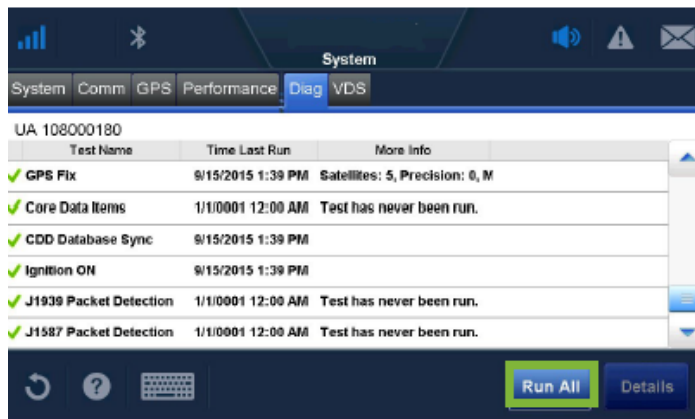 System
System Comm GPS Performance Diag VDS
UA 108000180
Test Name Time Last Run More Info
GPS Fix 9/15/2015 1:39 PM Satellites: 5, Precision: 0, M
Core Data Items 1/1/0001 12:00 AM Test has never been run.
CDD Database Sync 9/15/2015 1:39 PM
Ignition ON 9/15/2015 1:39 PM
J1939 Packet Detection 1/1/0001 12:00 AM Test has never been run.
J1587 Packet Detection 1/1/0001 12:00 AM Test has never been run.
Run All Details